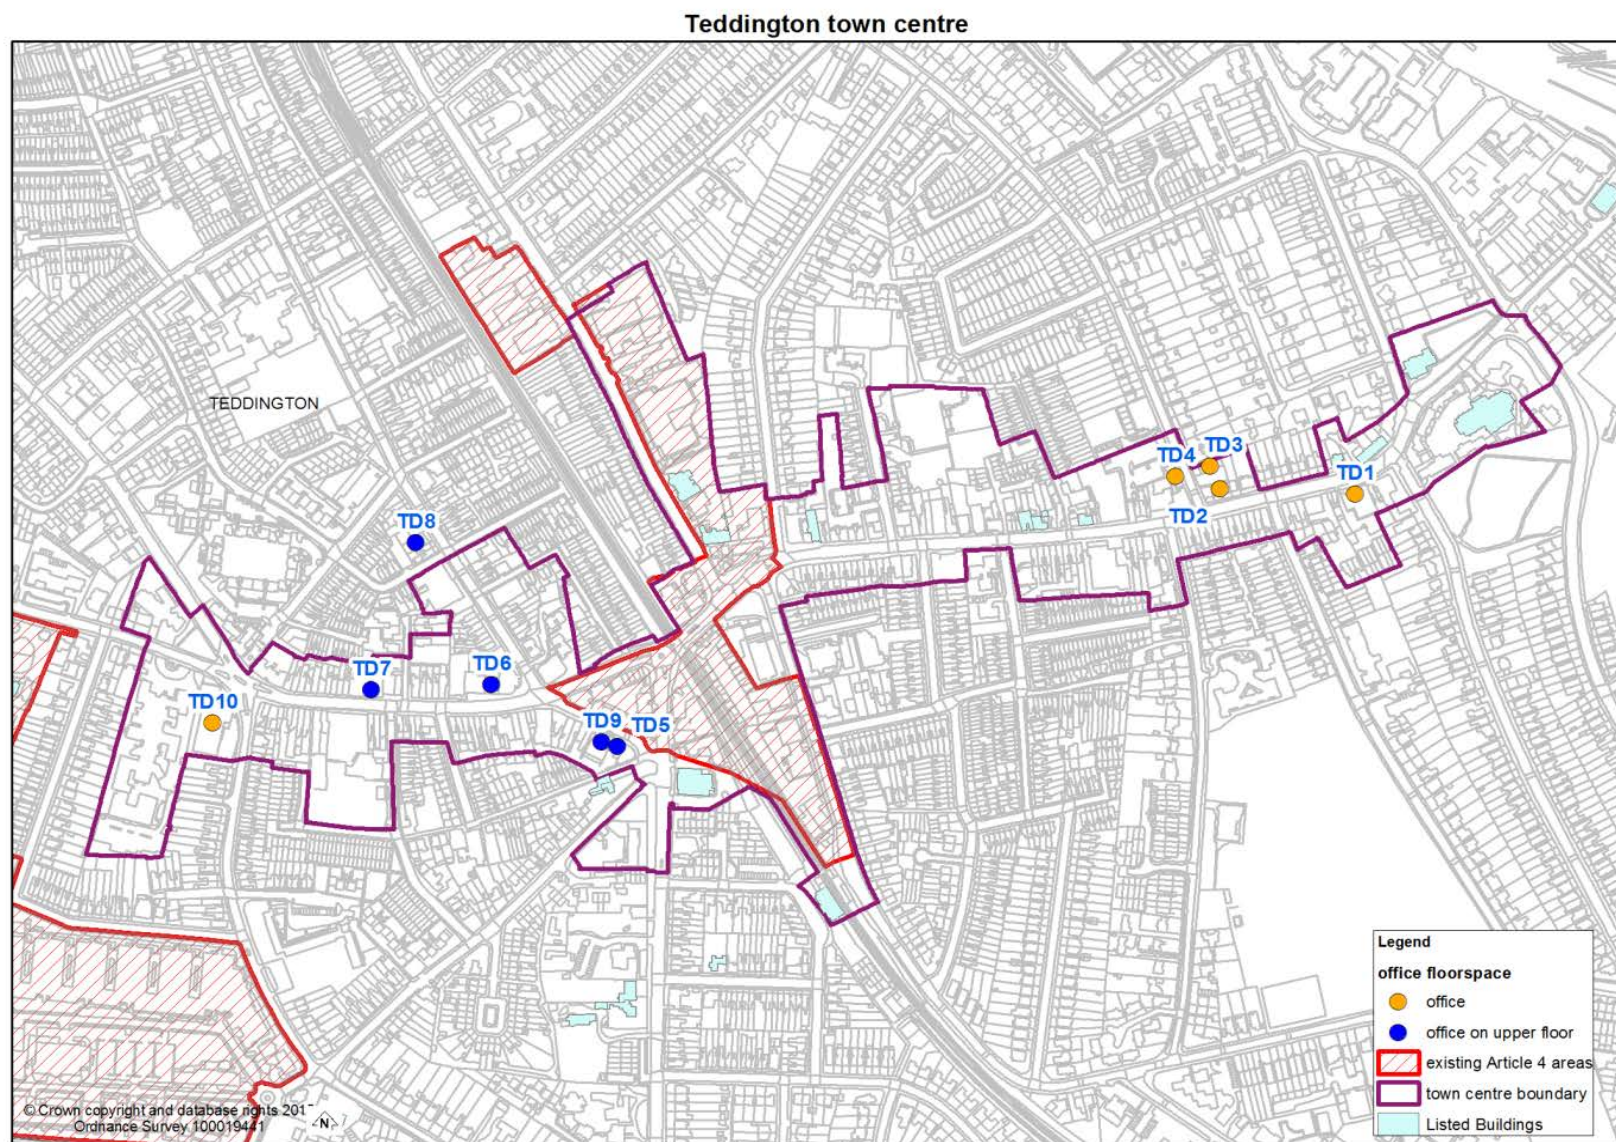 Teddington town centre
TEDDINGTON
TD3
TD4
TD1
TD2
TD8
TD6
TD7
TD10
TD9
TD5
Legend
office floorspace
office
office on upper floor
existing Article 4 areas
town centre boundary
Listed Buildings
© Crown copyright and database rights 201
Ordnance Survey 100019441
N